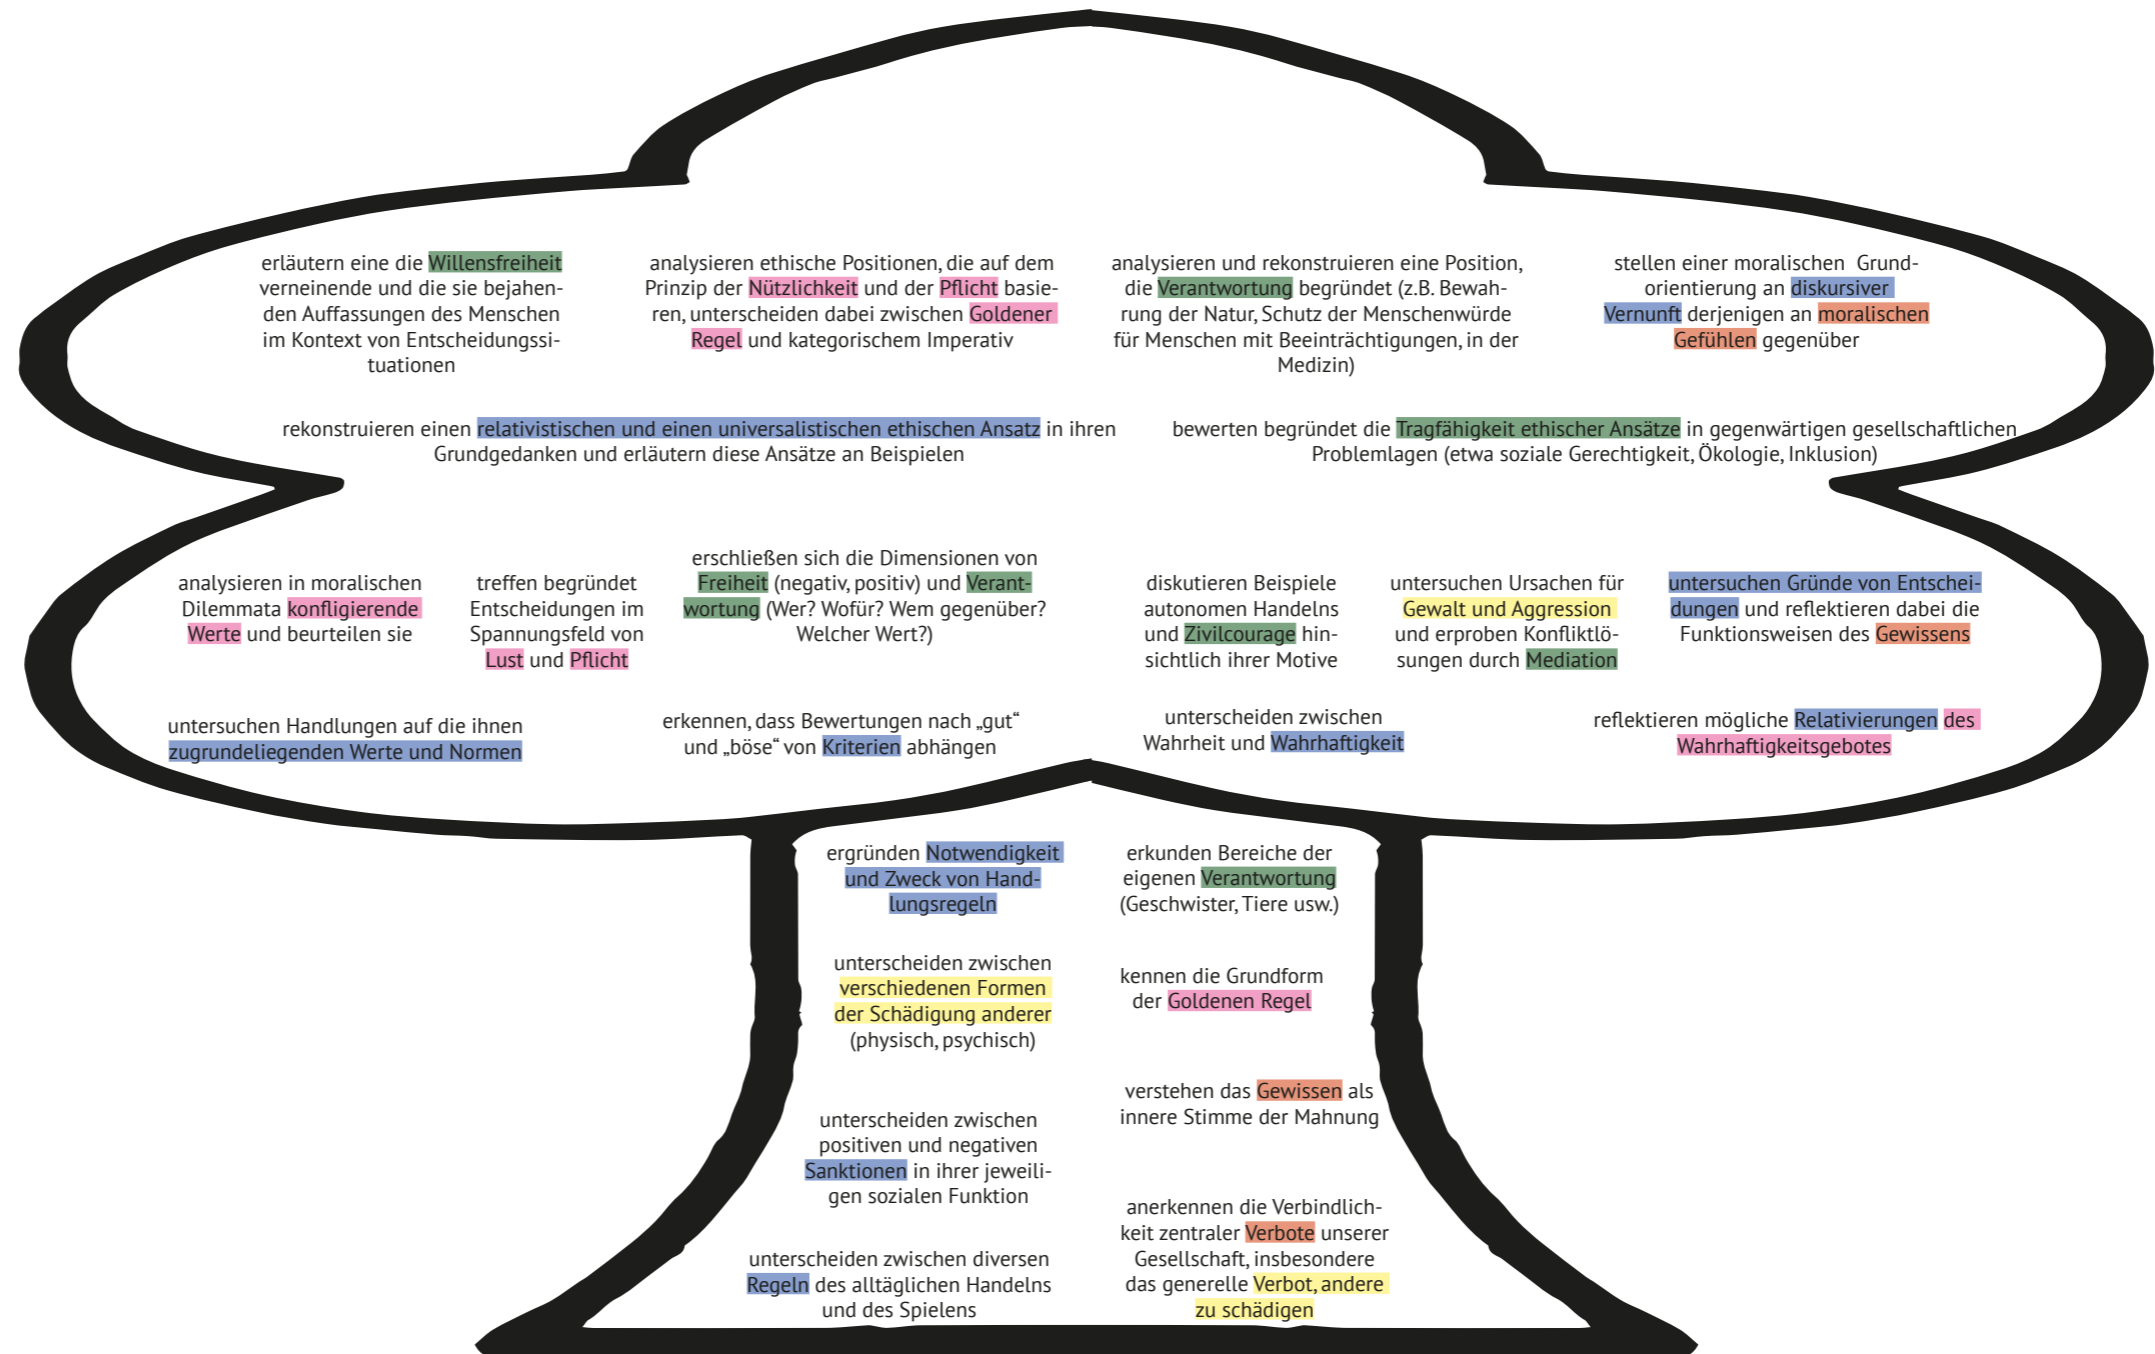 erläutern eine die Willensfreiheit
verneinende und die sie bejahen-
den Auffassungen des Menschen
im Kontext von Entscheidungssi-
tuationen
analysieren ethische Positionen, die auf dem
Prinzip der Nützlichkeit und der Pflicht basie-
ren, unterscheiden dabei zwischen Goldener
Regel und kategorischem Imperativ
analysieren und rekonstruieren eine Position,
die Verantwortung begründet (z.B. Bewah-
rung der Natur, Schutz der Menschenwürde
für Menschen mit Beeinträchtigungen, in der
Medizin)
stellen einer moralischen Grund-
orientierung an diskursiver
Vernunft derjenigen an moralischen
Gefühlen gegenüber
rekonstruieren einen relativistischen und einen universalistischen ethischen Ansatz in ihren
Grundgedanken und erläutern diese Ansätze an Beispielen
bewerten begründet die Tragfähigkeit ethischer Ansätze in gegenwärtigen gesellschaftlichen
Problemlagen (etwa soziale Gerechtigkeit, Ökologie, Inklusion)
analysieren in moralischen
Dilemmata konfligierende
Werte und beurteilen sie
treffen begründet
Entscheidungen im
Spannungsfeld von
Lust und Pflicht
erschließen sich die Dimensionen von
Freiheit (negativ, positiv) und Verant-
wortung (Wer? Wofür? Wem gegenüber?
Welcher Wert?)
diskutieren Beispiele
autonomen Handelns
und Zivilcourage hin-
sichtlich ihrer Motive
untersuchen Ursachen für
Gewalt und Aggression
und erproben Konfliktlö-
sungen durch Mediation
untersuchen Gründe von Entschei-
dungen und reflektieren dabei die
Funktionsweisen des Gewissens
untersuchen Handlungen auf die ihnen
zugrundeliegenden Werte und Normen
erkennen, dass Bewertungen nach „gut“
und „böse“ von Kriterien abhängen
unterscheiden zwischen
Wahrheit und Wahrhaftigkeit
reflektieren mögliche Relativierungen des
Wahrhaftigkeitsgebotes
ergründen Notwendigkeit
und Zweck von Hand-
lungsregeln
erkunden Bereiche der
eigenen Verantwortung
(Geschwister, Tiere usw.)
unterscheiden zwischen
verschiedenen Formen
der Schädigung anderer
(physisch, psychisch)
kennen die Grundform
der Goldenen Regel
verstehen das Gewissen als
innere Stimme der Mahnung
unterscheiden zwischen
positiven und negativen
Sanktionen in ihrer jeweili-
gen sozialen Funktion
anerkennen die Verbindlich-
keit zentraler Verbote unserer
Gesellschaft, insbesondere
das generelle Verbot, andere
zu schädigen
unterscheiden zwischen diversen
Regeln des alltäglichen Handelns
und des Spielens